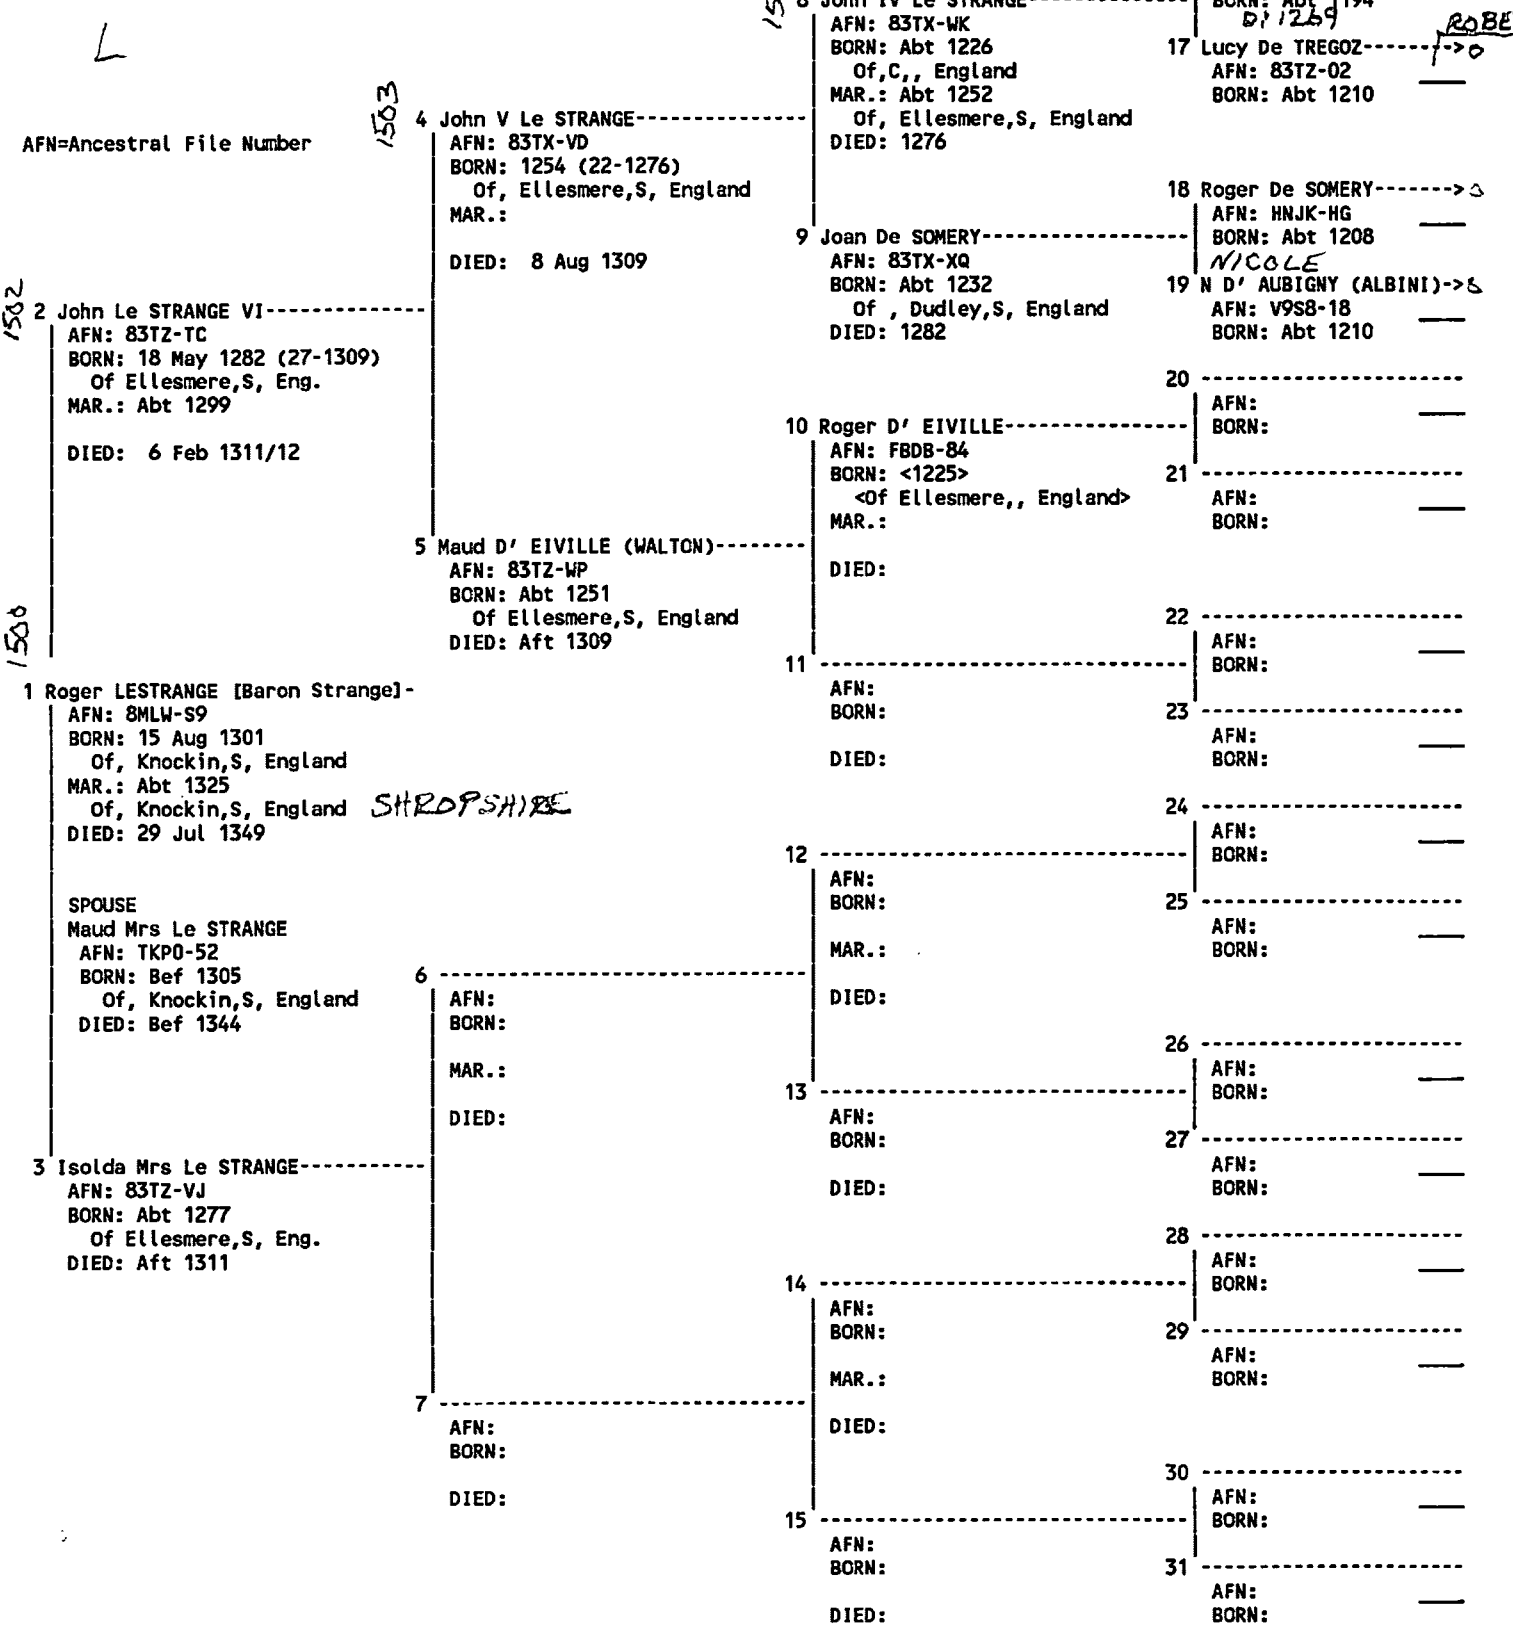 L
AFN=Ancestral File Number
1502
2 John Le STRANGE VI--------------
AFN: 83TZ-TC
BORN: 18 May 1282 (27-1309)
Of Ellesmere,S, Eng.
MAR.: Abt 1299
DIED: 6 Feb 1311/12
1500
1 Roger LESTRANGE [Baron Strange]-
AFN: 8MLW-S9
BORN: 15 Aug 1301
Of, Knockin,S, England
MAR.: Abt 1325
Of, Knockin,S, England SHROPSHIRE
DIED: 29 Jul 1349
SPOUSE
Maud Mrs Le STRANGE
AFN: TKP0-52
BORN: Bef 1305
Of, Knockin,S, England
DIED: Bef 1344
3 Isolda Mrs Le STRANGE-----------
AFN: 83TZ-VJ
BORN: Abt 1277
Of Ellesmere,S, Eng.
DIED: Aft 1311
1503
4 John V Le STRANGE---------------
AFN: 83TX-VD
BORN: 1254 (22-1276)
Of, Ellesmere,S, England
MAR.:
DIED: 8 Aug 1309
5 Maud D' EIVILLE (WALTON)--------
AFN: 83TZ-WP
BORN: Abt 1251
Of Ellesmere,S, England
DIED: Aft 1309
6 --------------------------------
AFN:
BORN:
MAR.:
DIED:
7 --------------------------------
AFN:
BORN:
DIED:
8 John IV Le STRANGE--------------
AFN: 83TX-WK
BORN: Abt 1226
Of,C,, England
MAR.: Abt 1252
Of, Ellesmere,S, England
DIED: 1276
9 Joan De SOMERY------------------
AFN: 83TX-XQ
BORN: Abt 1232
Of , Dudley,S, England
DIED: 1282
10 Roger D' EIVILLE----------------
AFN: FBDB-84
BORN: <1225>
<Of Ellesmere,, England>
MAR.:
DIED:
11 --------------------------------
AFN:
BORN:
DIED:
12 --------------------------------
AFN:
BORN:
MAR.:
DIED:
13 --------------------------------
AFN:
BORN:
DIED:
14 --------------------------------
AFN:
BORN:
MAR.:
DIED:
15 --------------------------------
AFN:
BORN:
DIED:
BORN: Abt 1194
D: 1269
17 Lucy De TREGOZ------->
AFN: 83TZ-02
BORN: Abt 1210
18 Roger De SOMERY------->
AFN: HNJK-HG
BORN: Abt 1208
NICOLE
19 N D' AUBIGNY (ALBINI)->
AFN: V9S8-18
BORN: Abt 1210
20 -----------------------
AFN:
BORN:
21 -----------------------
AFN:
BORN:
22 -----------------------
AFN:
BORN:
23 -----------------------
AFN:
BORN:
24 -----------------------
AFN:
BORN:
25 -----------------------
AFN:
BORN:
26 -----------------------
AFN:
BORN:
27 -----------------------
AFN:
BORN:
28 -----------------------
AFN:
BORN:
29 -----------------------
AFN:
BORN:
30 -----------------------
AFN:
BORN:
31 -----------------------
AFN:
BORN: